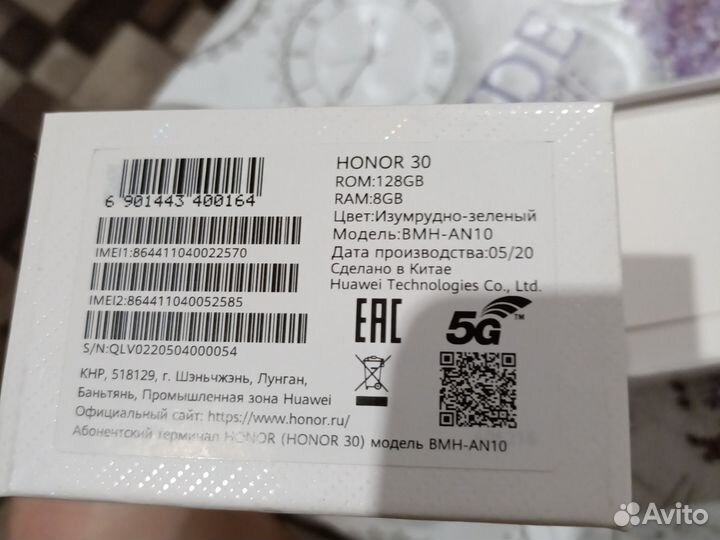 DE
HONOR 30
ROM:128GB
RAM:8GB
Цвет:Изумрудно-зеленый
Модель:BMH-AN10
Дата производства:05/20
Сделано в Китае
Huawei Technologies Co., Ltd.
6 901443 400164
IMEI1:864411040022570
IMEI2:864411040052585
S/N:QLV0220504000054
EAC
5G™
КНР, 518129, г. Шэньчжэнь, Лунган,
Баньтянь, Промышленная зона Huawei
Официальный сайт: https://www.honor.ru/
Абонентский терминал HONOR (HONOR 30) модель BMH-AN10
Avito